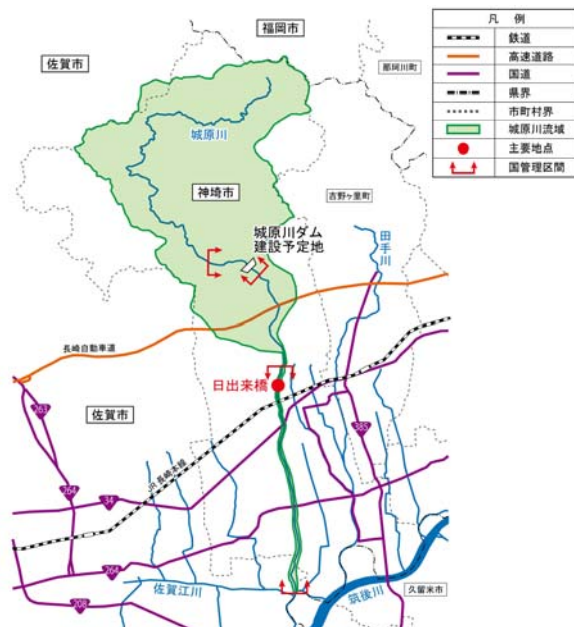 凡 例
鉄道
高速道路
国道
県界
市町村界
城原川流域
主要地点
国管理区間
福岡市
佐賀市
那珂川町
城原川
神埼市
吉野ヶ里町
田手川
城原川ダム
建設予定地
長崎自動車道
日出来橋
佐賀市
263
385
JR 長崎本線
264
34
264
佐賀江川
筑後川
久留米市
208